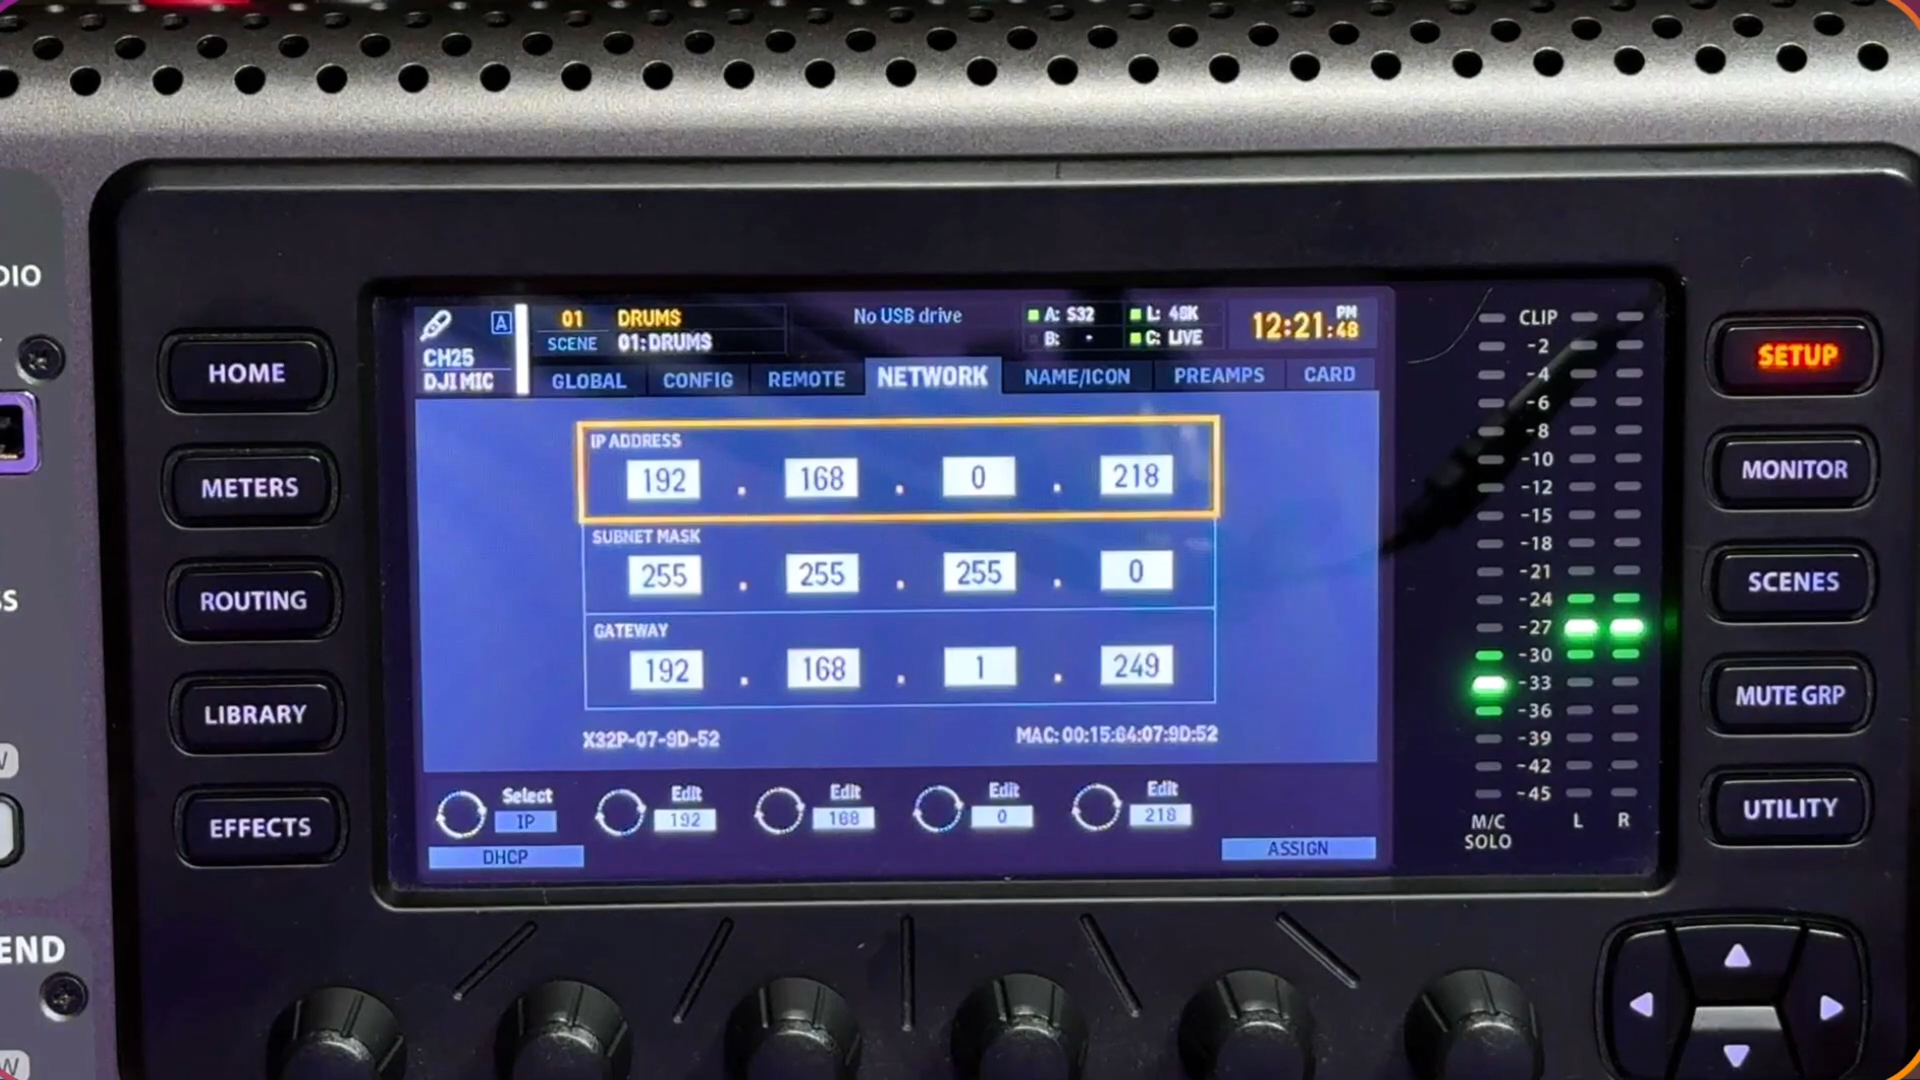 DIO
HOME
METERS
ROUTING
LIBRARY
EFFECTS
END
A
CH25
DJI MIC
01 DRUMS
SCENE 01:DRUMS
No USB drive
A: S32 L: 48K
B: - C: LIVE
12:21:48 PM
GLOBAL CONFIG REMOTE NETWORK NAME/ICON PREAMPS CARD
IP ADDRESS
192 . 168 . 0 . 218
SUBNET MASK
255 . 255 . 255 . 0
GATEWAY
192 . 168 . 1 . 249
X32P-07-9D-52 MAC: 00:15:64:07:9D:52
Select Edit Edit Edit Edit
IP 192 168 0 218
DHCP ASSIGN
CLIP
-2
-4
-6
-8
-10
-12
-15
-18
-21
-24
-27
-30
-33
-36
-39
-42
-45
M/C
SOLO
L R
SETUP
MONITOR
SCENES
MUTE GRP
UTILITY